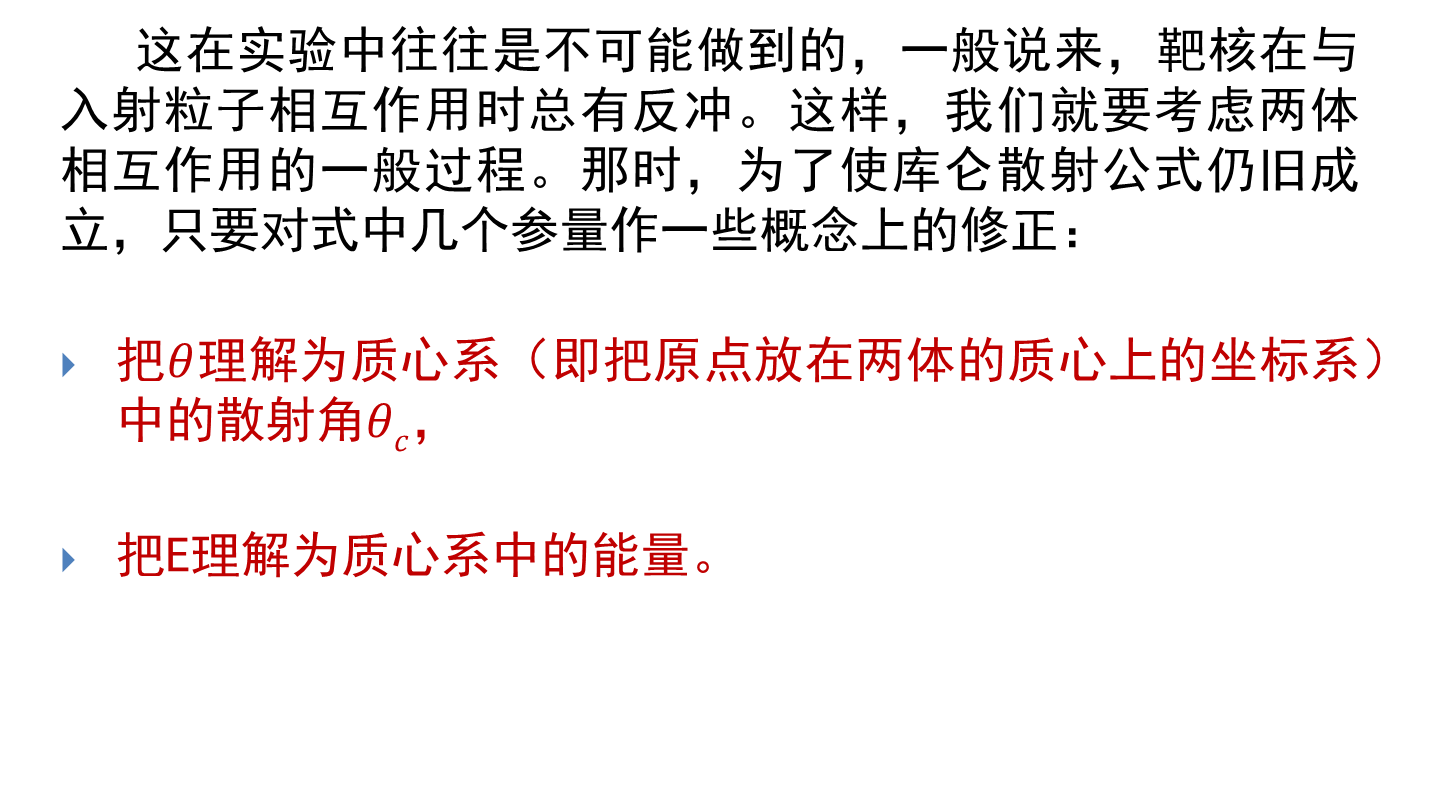 这在实验中往往是不可能做到的，一般说来，靶核在与
入射粒子相互作用时总有反冲。这样，我们就要考虑两体
相互作用的一般过程。那时，为了使库仑散射公式仍旧成
立，只要对式中几个参量作一些概念上的修正：
把θ理解为质心系（即把原点放在两体的质心上的坐标系）
中的散射角θc，
把E理解为质心系中的能量。